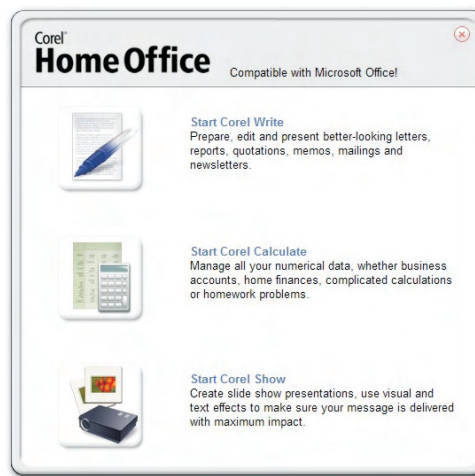 Corel®
Home Office
Compatible with Microsoft Office!
Start Corel Write
Prepare, edit and present better-looking letters,
reports, quotations, memos, mailings and
newsletters.
Start Corel Calculate
Manage all your numerical data, whether business
accounts, home finances, complicated calculations
or homework problems.
Start Corel Show
Create slide show presentations, use visual and
text effects to make sure your message is delivered
with maximum impact.